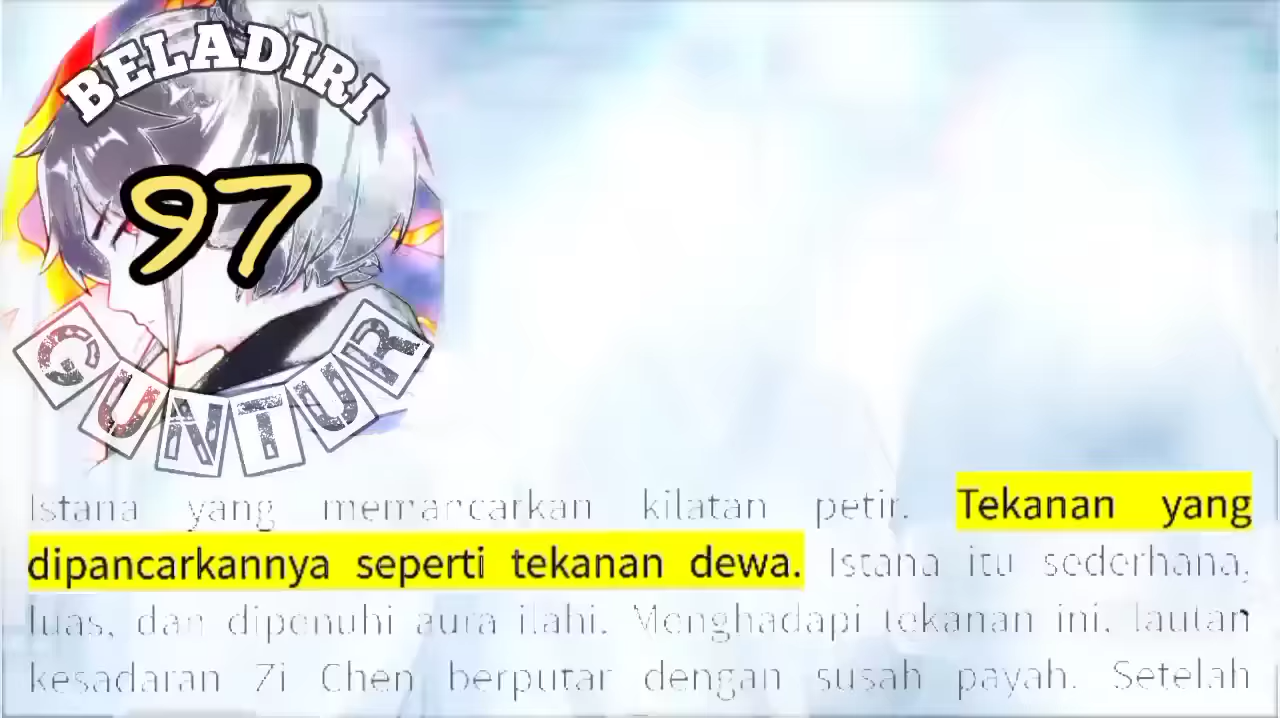 BELADIRI
97
GUNTUR
Istana yang memancarkan kilatan petir. Tekanan yang
dipancarkannya seperti tekanan dewa. Istana itu sederhana,
luas, dan dipenuhi aura ilahi. Menghadapi tekanan ini, lautan
kesadaran Zi Chen berputar dengan susah payah. Setelah